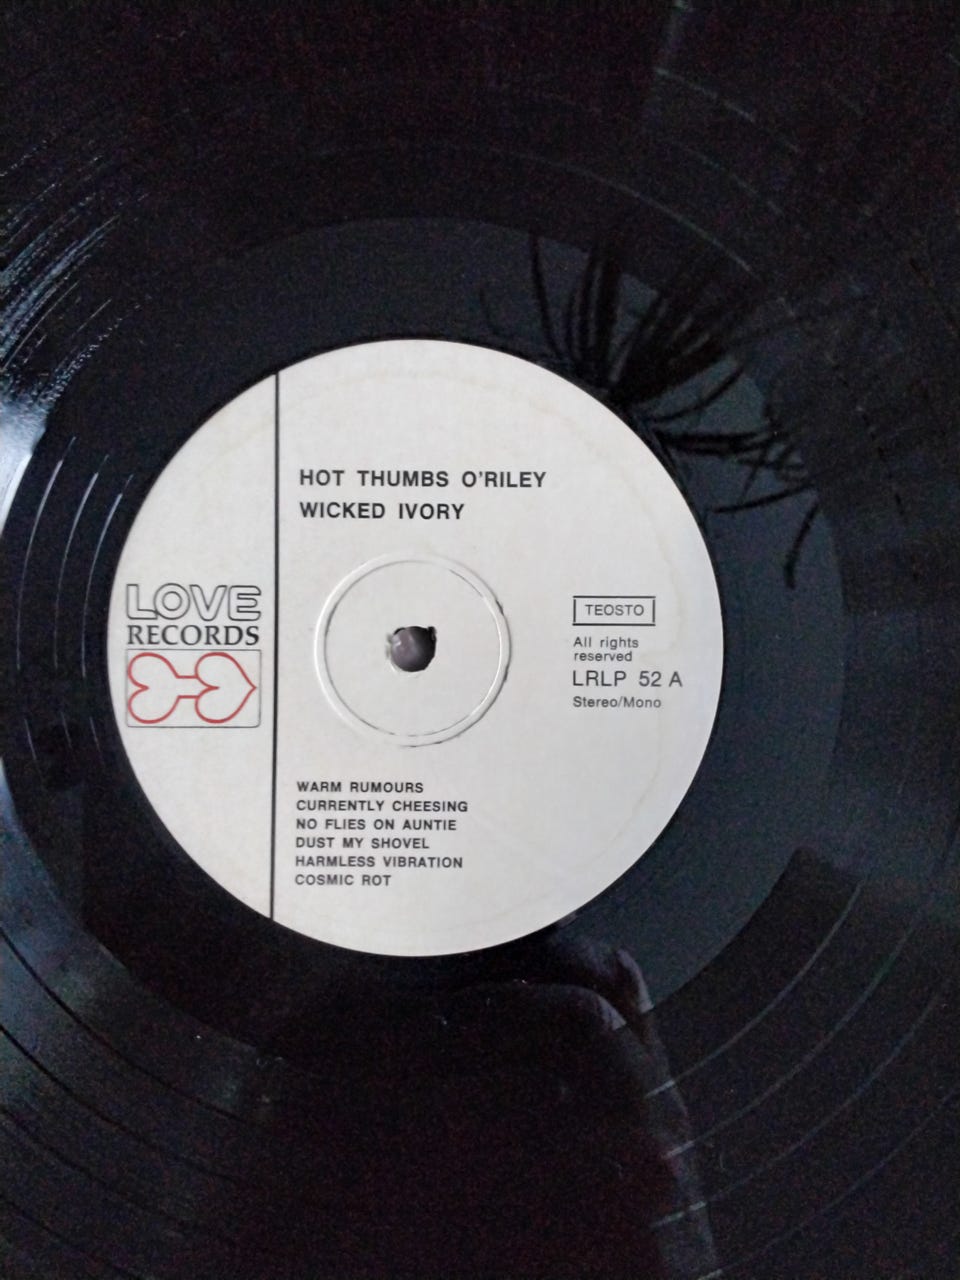 HOT THUMBS O'RILEY
WICKED IVORY
LOVE
RECORDS
TEOSTO
All rights
reserved
LRLP 52 A
Stereo/Mono
WARM RUMOURS
CURRENTLY CHEESING
NO FLIES ON AUNTIE
DUST MY SHOVEL
HARMLESS VIBRATION
COSMIC ROT